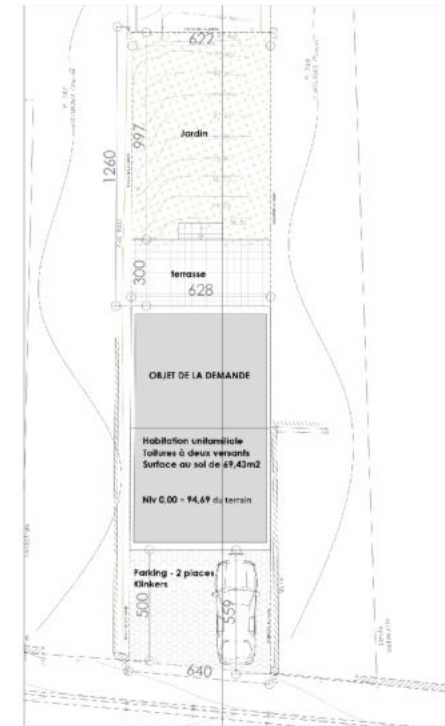 622
997
1260
Jardin
300
terrasse
628
OBJET DE LA DEMANDE
Habitation unifamiliale
Toitures à deux versants
Surface au sol de 69,43m2
Niv 0,00 = 94,69 du terrain
Parking - 2 places
Klinkers
500
559
640